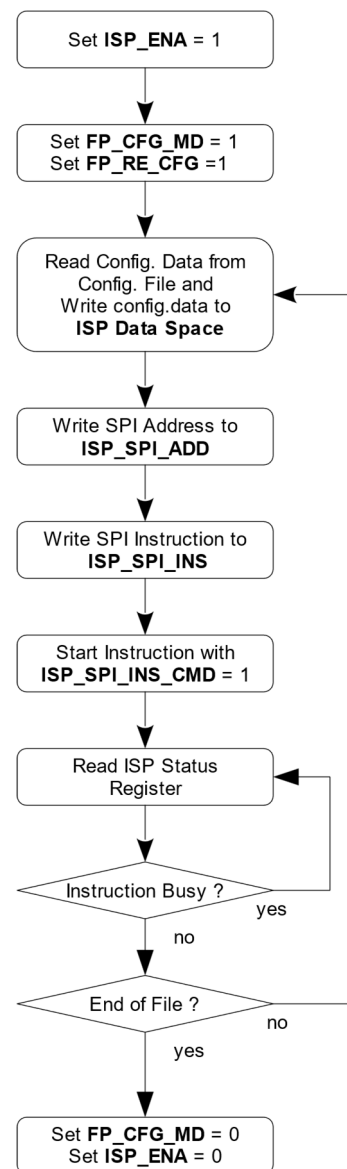 Set ISP_ENA = 1
Set FP_CFG_MD = 1
Set FP_RE_CFG =1
Read Config. Data from
Config. File and
Write config.data to
ISP Data Space
Write SPI Address to
ISP_SPI_ADD
Write SPI Instruction to
ISP_SPI_INS
Start Instruction with
ISP_SPI_INS_CMD = 1
Read ISP Status
Register
Instruction Busy ?
yes
no
End of File ?
no
yes
Set FP_CFG_MD = 0
Set ISP_ENA = 0